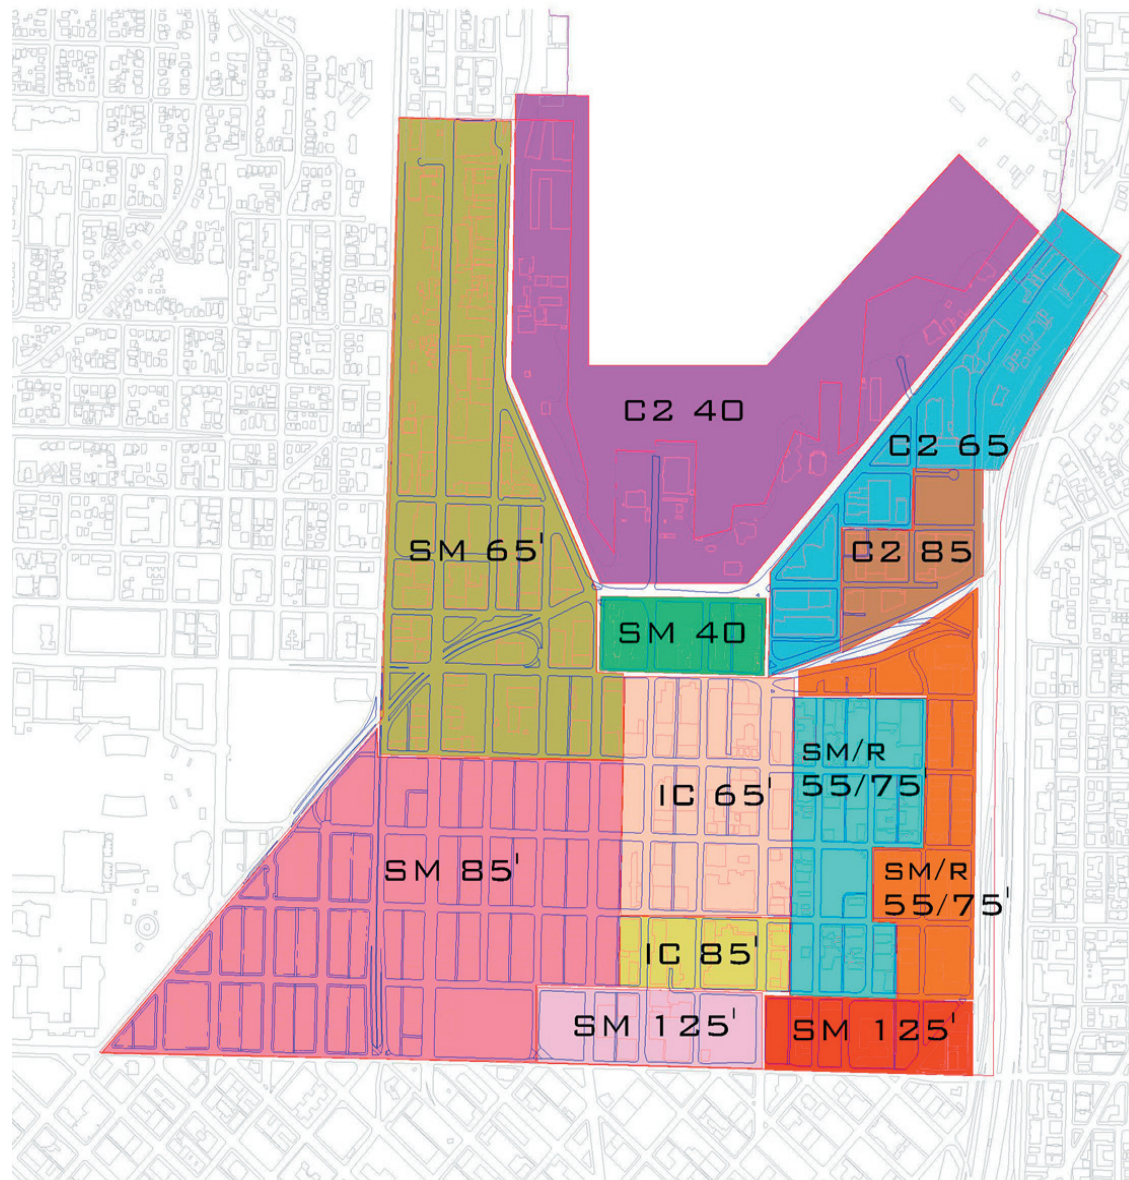 C2 40
C2 65
SM 65'
C2 85
SM 40
SM/R
55/75'
IC 65'
SM 85'
SM/R
55/75'
IC 85'
SM 125'
SM 125'